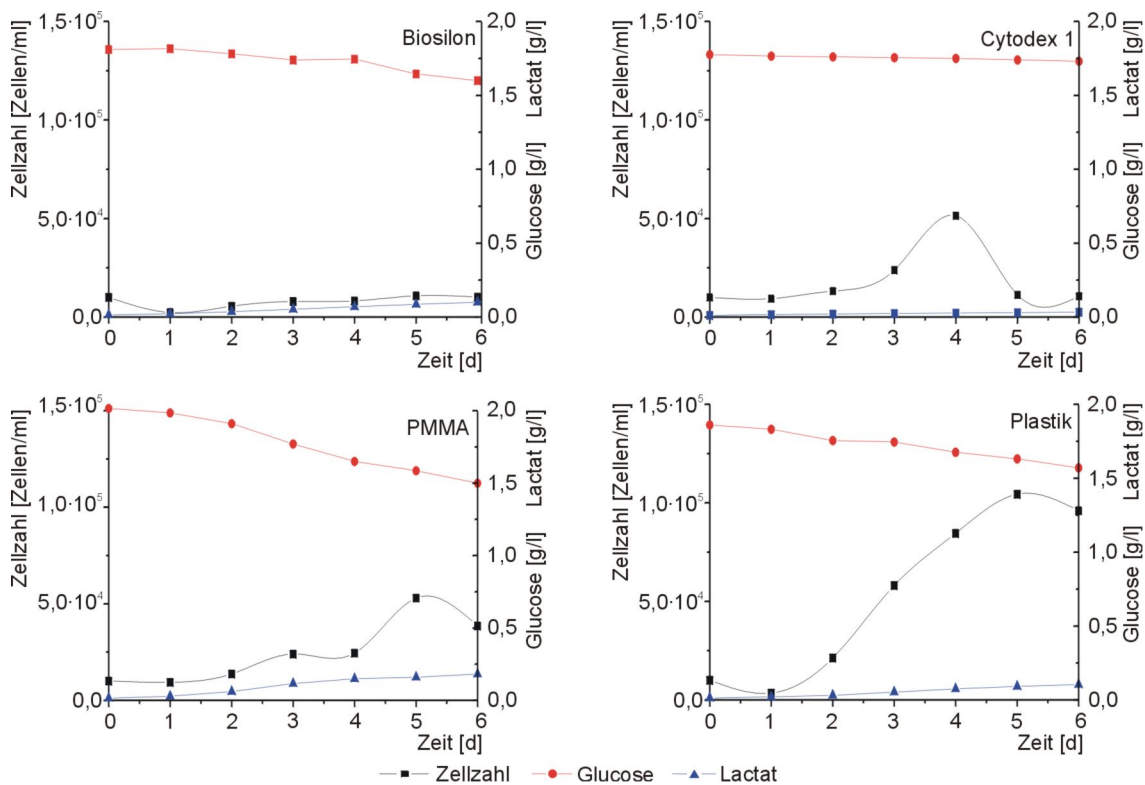 Biosilon
Zellzahl [Zellen/ml]
1,5·10⁵
1,0·10⁵
5,0·10⁴
0,0
2,0
1,5
1,0
0,5
0,0
Glucose [g/l] Lactat [g/l]
0 1 2 3 4 5 6
Zeit [d]
Cytodex 1
Zellzahl [Zellen/ml]
1,5·10⁵
1,0·10⁵
5,0·10⁴
0,0
2,0
1,5
1,0
0,5
0,0
Glucose [g/l] Lactat [g/l]
0 1 2 3 4 5 6
Zeit [d]
PMMA
Zellzahl [Zellen/ml]
1,5·10⁵
1,0·10⁵
5,0·10⁴
0,0
2,0
1,5
1,0
0,5
0,0
Glucose [g/l] Lactat [g/l]
0 1 2 3 4 5 6
Zeit [d]
Plastik
Zellzahl [Zellen/ml]
1,5·10⁵
1,0·10⁵
5,0·10⁴
0,0
2,0
1,5
1,0
0,5
0,0
Glucose [g/l] Lactat [g/l]
0 1 2 3 4 5 6
Zeit [d]
Zellzahl Glucose Lactat